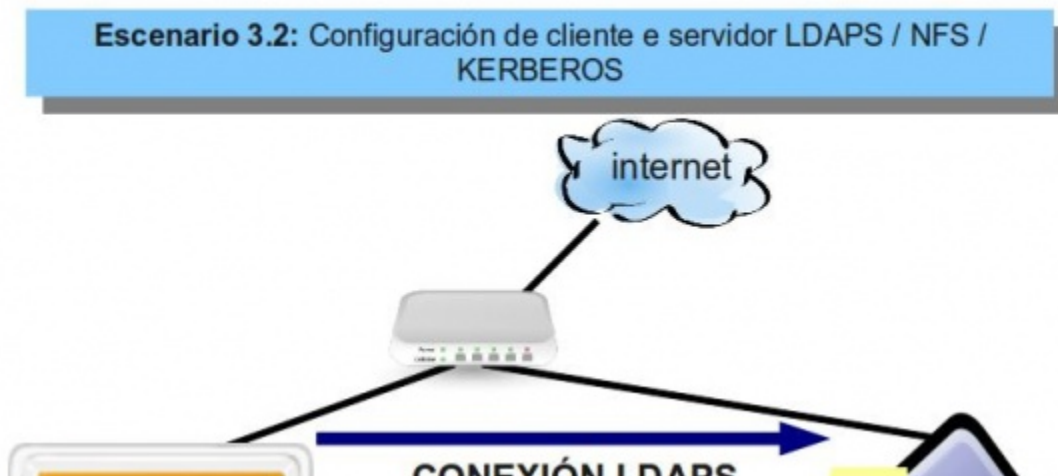 Escenario 3.2: Configuración de cliente e servidor LDAPS / NFS /
KERBEROS
internet
CONEXIÓN LDAPS